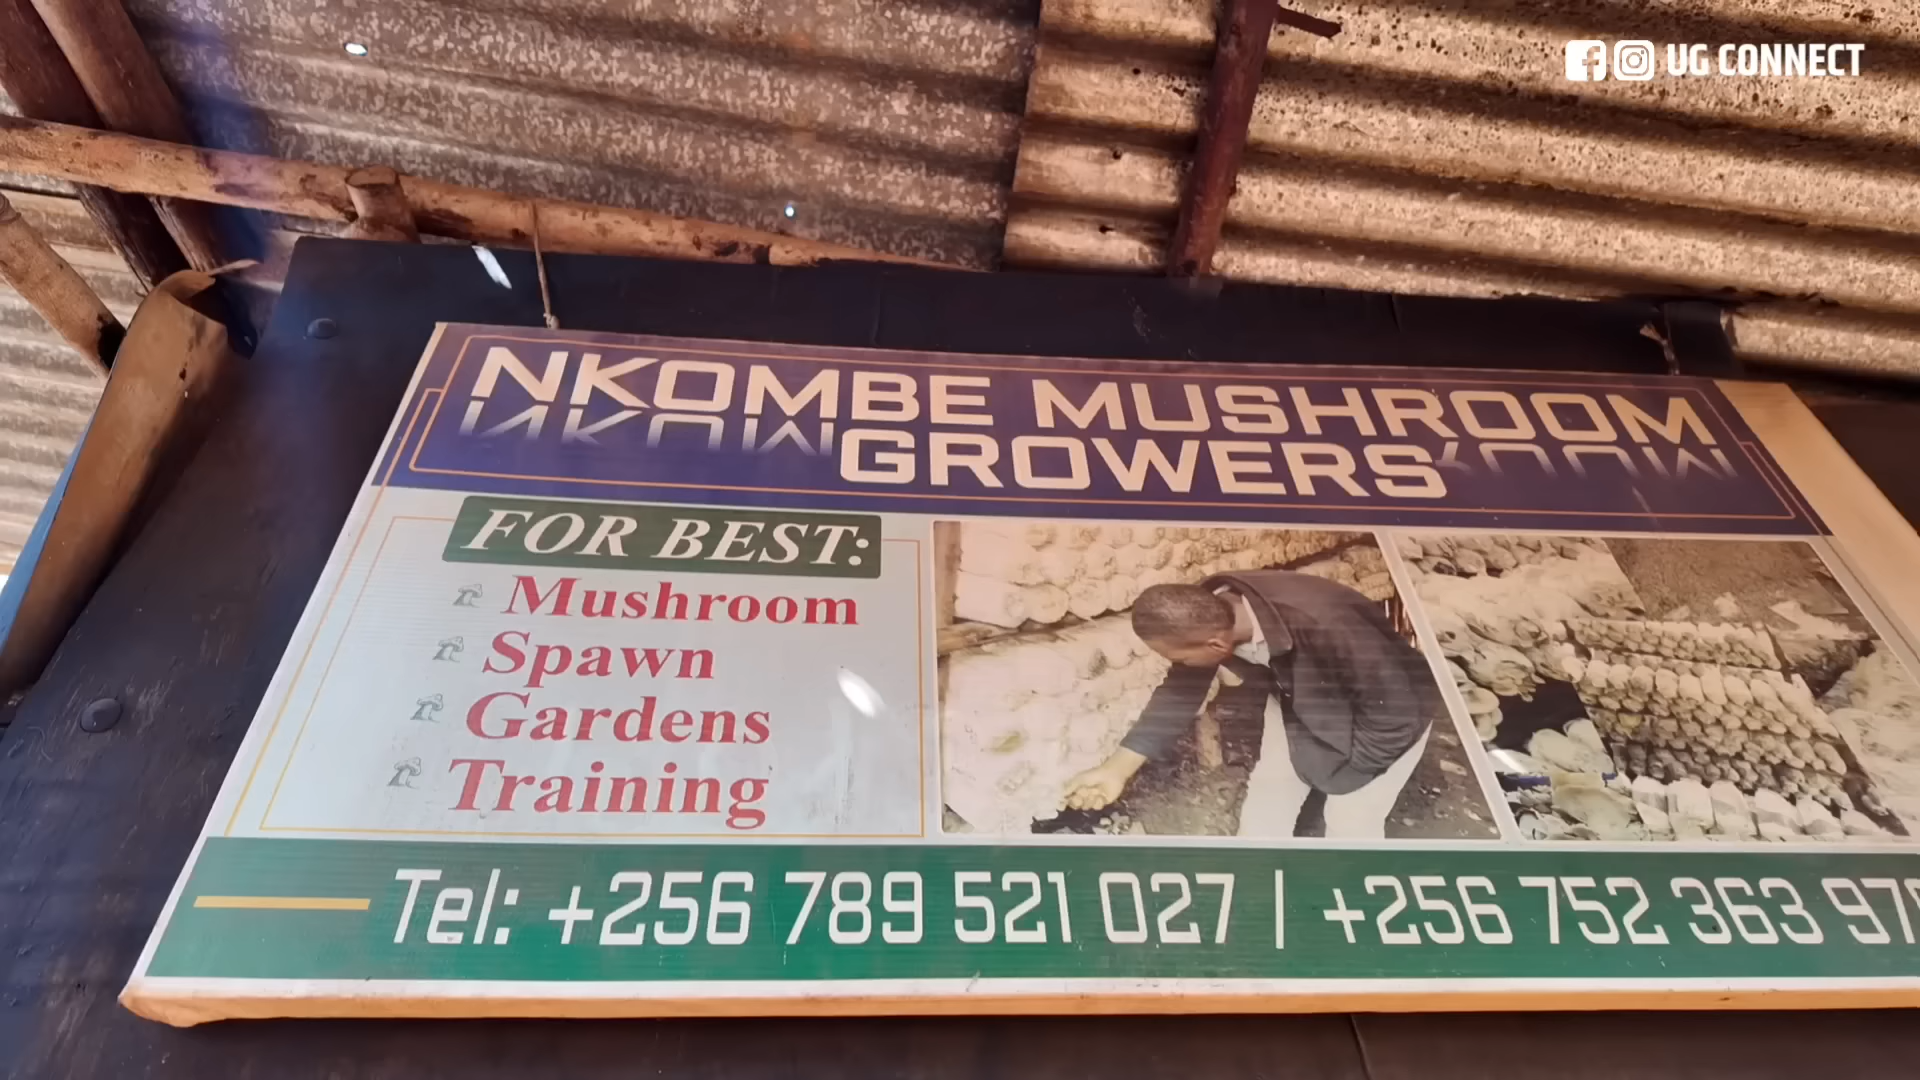 UG CONNECT
NKOMBE MUSHROOM
GROWERS
FOR BEST:
Mushroom
Spawn
Gardens
Training
Tel: +256 789 521 027 | +256 752 363